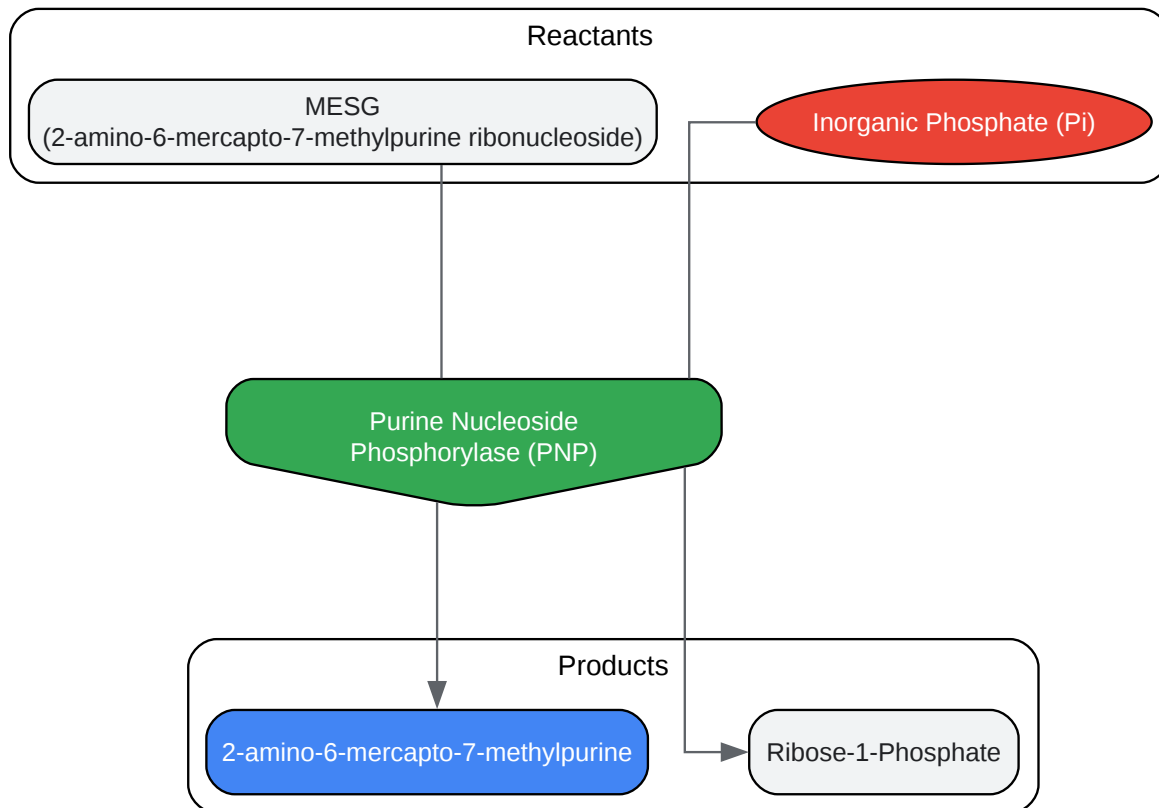 Reactants
MESG
(2-amino-6-mercapto-7-methylpurine ribonucleoside)
Inorganic Phosphate (Pi)
Purine Nucleoside
Phosphorylase (PNP)
Products
2-amino-6-mercapto-7-methylpurine
Ribose-1-Phosphate